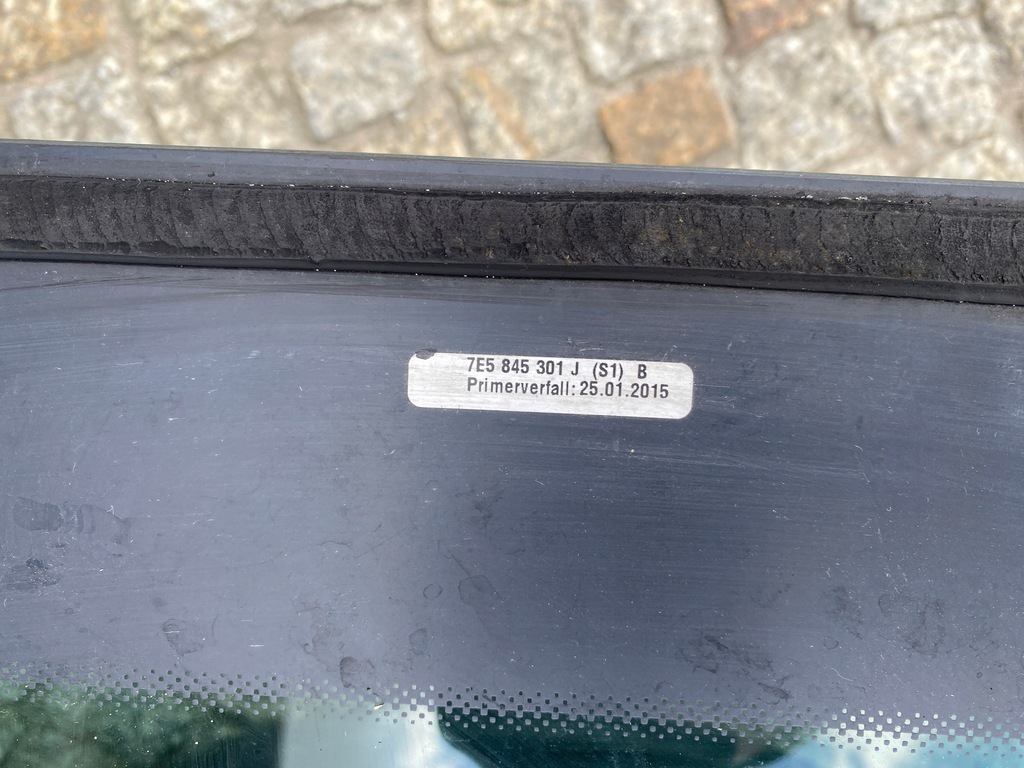 7E5 845 301 J (S1) B
Primerverfall: 25.01.2015